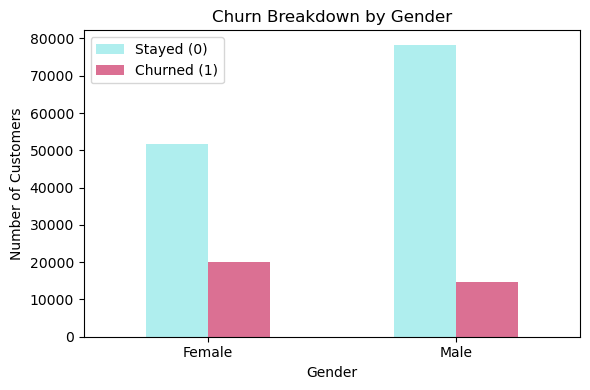 Churn Breakdown by Gender
Stayed (0)
Churned (1)
Number of Customers
80000
70000
60000
50000
40000
30000
20000
10000
0
Female
Male
Gender